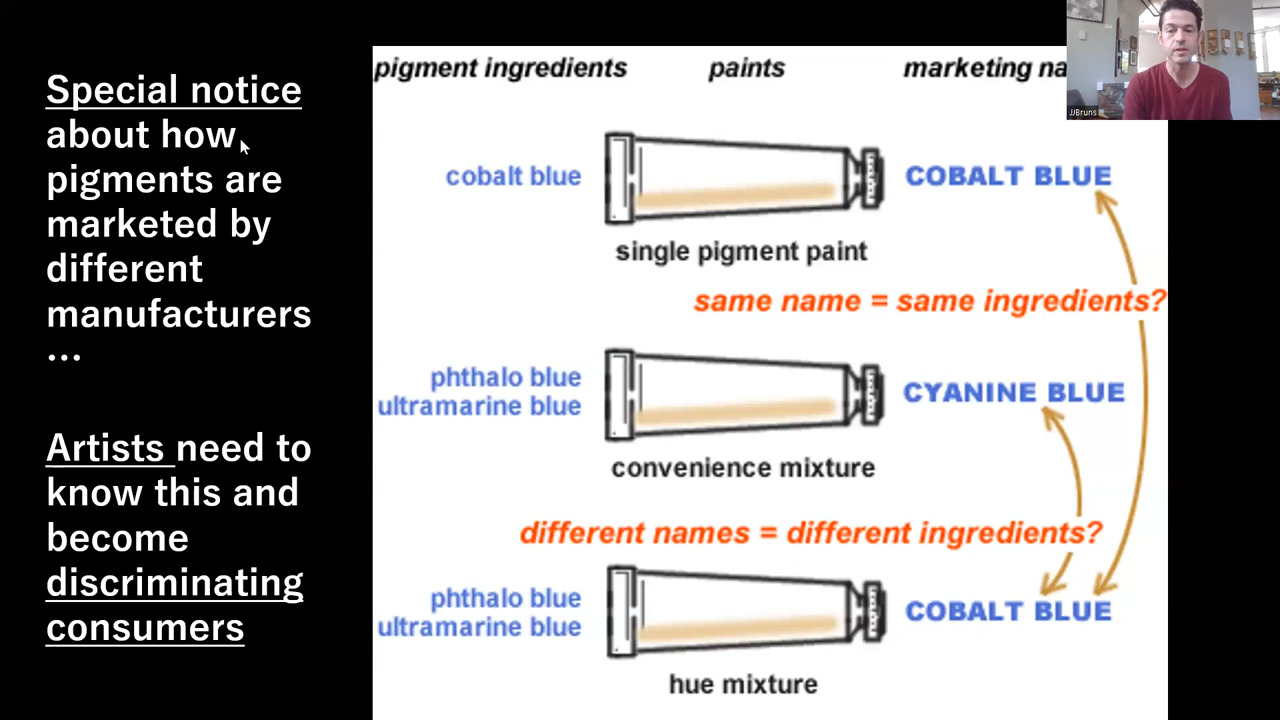 Special notice
about how
pigments are
marketed by
different
manufacturers
...
Artists need to
know this and
become
discriminating
consumers
pigment ingredients paints marketing
cobalt blue COBALT BLUE
single pigment paint
same name = same ingredients?
phthalo blue
ultramarine blue CYANINE BLUE
convenience mixture
different names = different ingredients?
phthalo blue
ultramarine blue COBALT BLUE
hue mixture
JJBruns